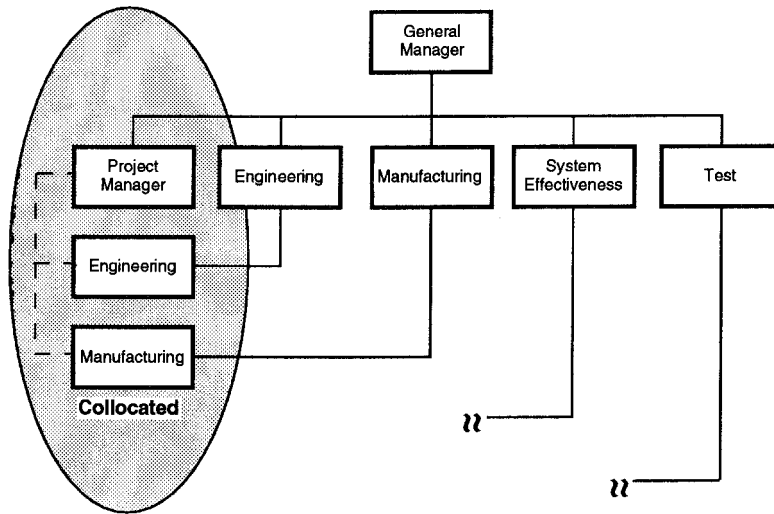 General
Manager
Project
Manager
Engineering
Manufacturing
System
Effectiveness
Test
Engineering
Manufacturing
Collocated